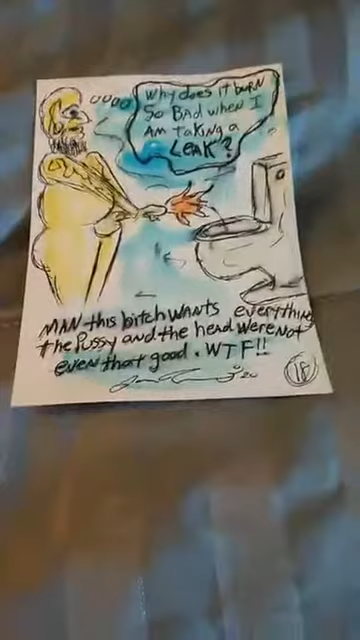 Why does it burn
So BAd when I
Am taking a
LEAK?
MAN this bitch wants everything
the Pussy and the head were not
even that good. WTF!!
'20
18